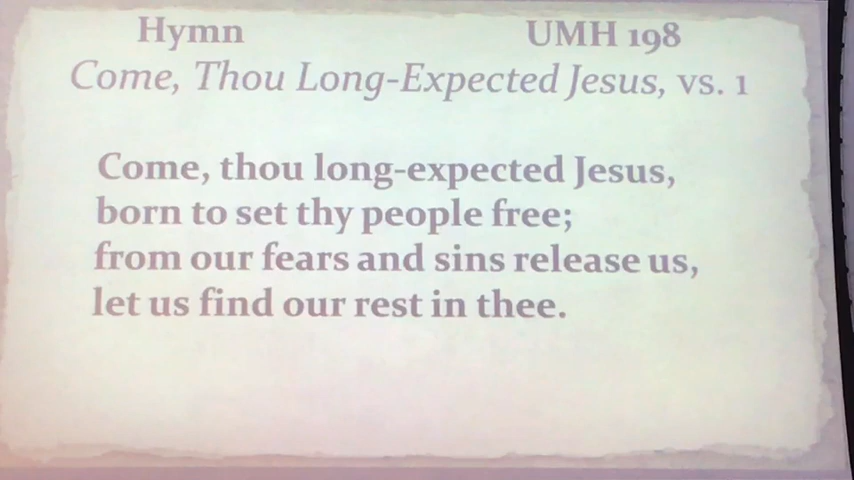 Hymn UMH 198
Come, Thou Long-Expected Jesus, vs. 1
Come, thou long-expected Jesus,
born to set thy people free;
from our fears and sins release us,
let us find our rest in thee.